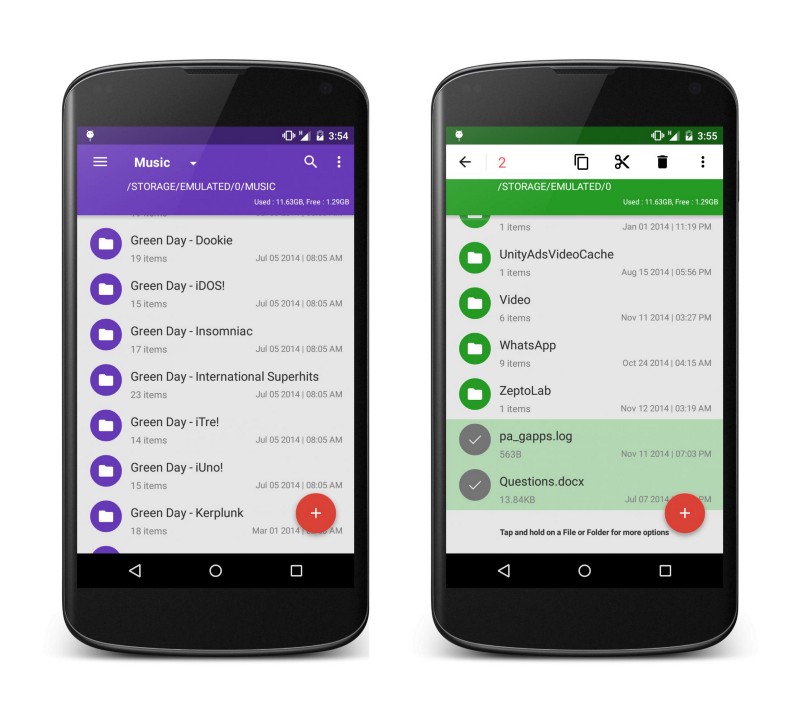 3:54
Music
/STORAGE/EMULATED/0/MUSIC
Used : 11.63GB, Free : 1.29GB
Green Day - Dookie
19 items Jul 05 2014 | 08:05 AM
Green Day - iDOS!
15 items Jul 05 2014 | 08:05 AM
Green Day - Insomniac
17 items Jul 05 2014 | 08:05 AM
Green Day - International Superhits
23 items Jul 05 2014 | 08:05 AM
Green Day - iTre!
14 items Jul 05 2014 | 08:05 AM
Green Day - iUno!
15 items Jul 05 2014 | 08:05 AM
Green Day - Kerplunk
18 items Mar 01 2014 AM
H 3:55
2
/STORAGE/EMULATED/0
Used : 11.63GB, Free : 1.29GB
1 items Jan 01 2014 | 11:19 PM
UnityAdsVideoCache
1 items Aug 15 2014 | 05:56 PM
Video
6 items Nov 11 2014 | 03:27 PM
WhatsApp
9 items Oct 24 2014 | 04:15 AM
ZeptoLab
1 items Nov 12 2014 | 03:19 AM
pa_gapps.log
563B Nov 11 2014 | 07:03 PM
Questions.docx
13.84KB Jul 07 2014 PM
Tap and hold on a File or Folder for more options